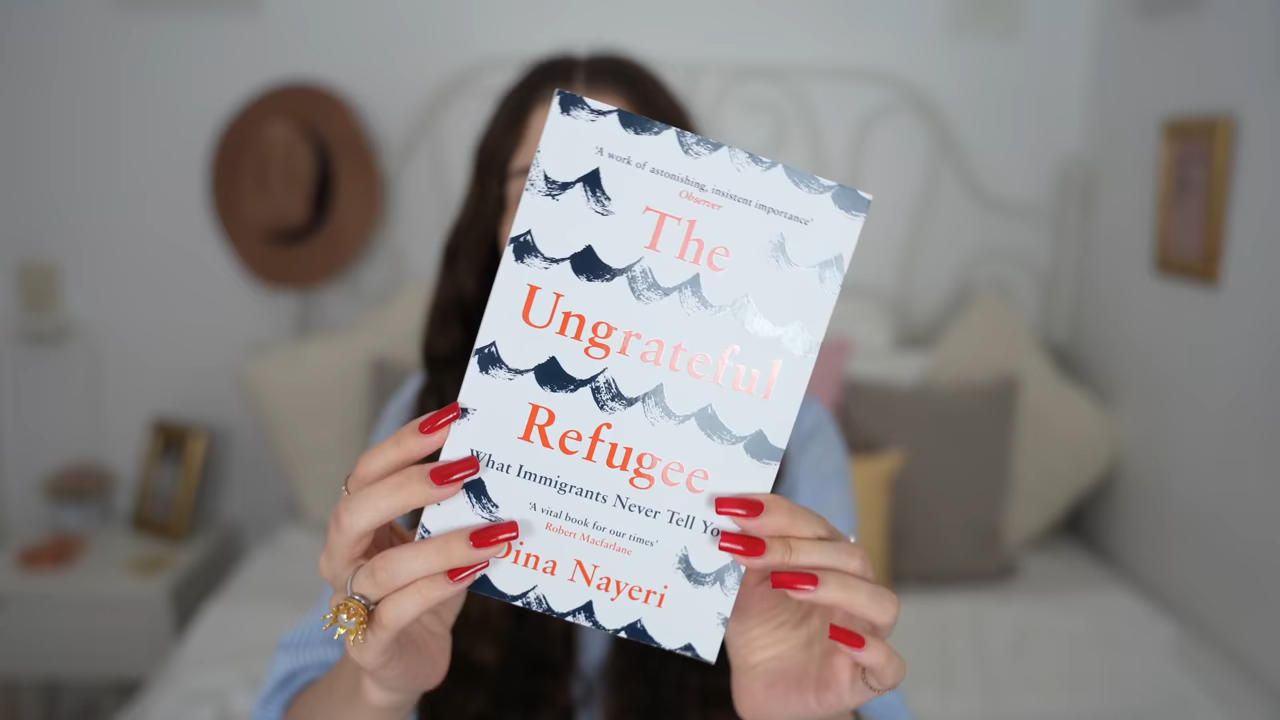 'A work of astonishing, insistent importance'
Observer
The
Ungrateful
Refugee
What Immigrants Never Tell Yo
'A vital book for our times'
Robert Macfarlane
Dina Nayeri